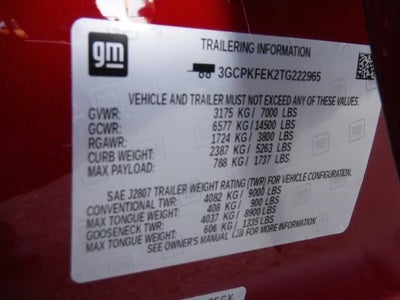 gm
TRAILERING INFORMATION
3GCPKFEK2TG222965
VEHICLE AND TRAILER MUST NOT EXCEED ANY OF THESE VALUES.
GVWR: 3175 KG / 7000 LBS
GCWR: 6577 KG / 14500 LBS
RGAWR: 1724 KG / 3800 LBS
CURB WEIGHT: 2387 KG / 5263 LBS
MAX PAYLOAD: 788 KG / 1737 LBS
SAE J2807 TRAILER WEIGHT RATING (TWR) FOR VEHICLE CONFIGURATION.
CONVENTIONAL TWR: 4082 KG / 9000 LBS
MAX TONGUE WEIGHT: 408 KG / 900 LBS
GOOSENECK TWR: 4037 KG / 8900 LBS
MAX TONGUE WEIGHT: 606 KG / 1335 LBS
SEE OWNER'S MANUAL FOR MORE INFORMATION.